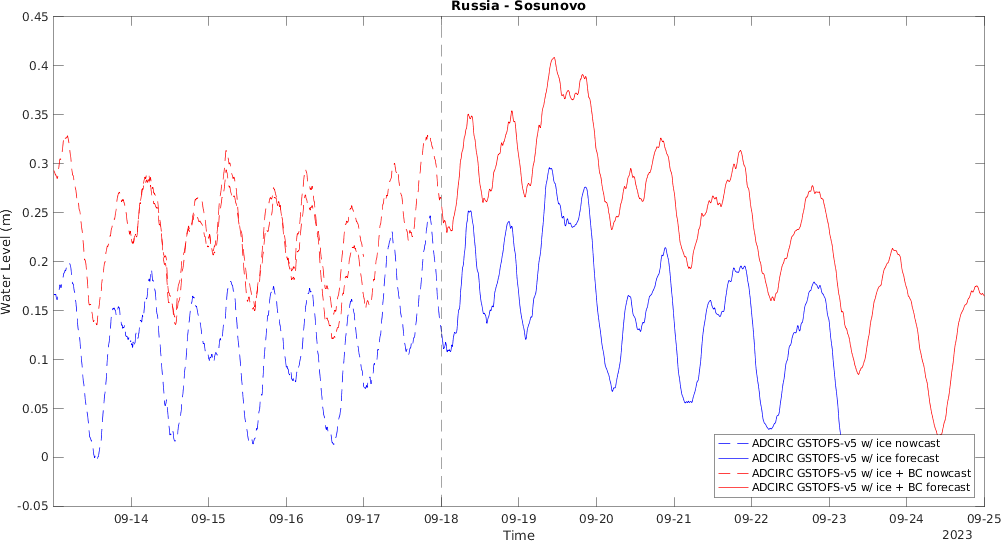 Russia - Sosunovo
0.45
0.4
0.35
0.3
0.25
0.2
0.15
0.1
0.05
0
-0.05
Water Level (m)
ADCIRC GSTOFS-v5 w/ ice nowcast
ADCIRC GSTOFS-v5 w/ ice forecast
ADCIRC GSTOFS-v5 w/ ice + BC nowcast
ADCIRC GSTOFS-v5 w/ ice + BC forecast
09-14 09-15 09-16 09-17 09-18 09-19 09-20 09-21 09-22 09-23 09-24 09-25
Time
2023